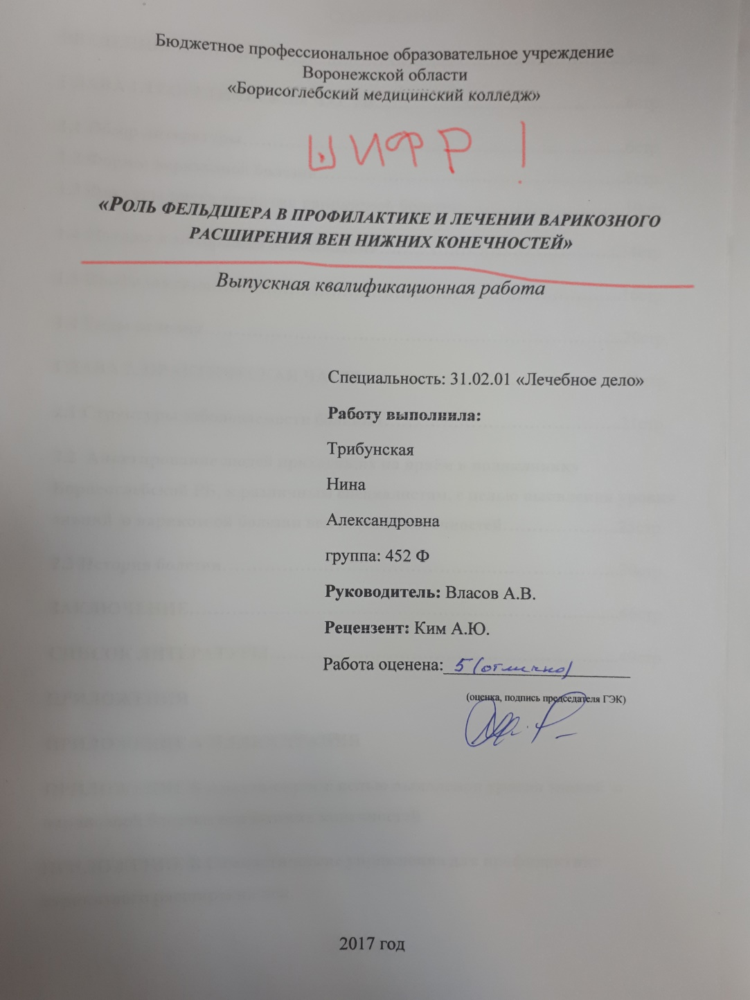 Бюджетное профессиональное образовательное учреждение
Воронежской области
«Борисоглебский медицинский колледж»
ШИФР !
«РОЛЬ ФЕЛЬДШЕРА В ПРОФИЛАКТИКЕ И ЛЕЧЕНИИ ВАРИКОЗНОГО
РАСШИРЕНИЯ ВЕН НИЖНИХ КОНЕЧНОСТЕЙ»
Выпускная квалификационная работа
Специальность: 31.02.01 «Лечебное дело»
Работу выполнила:
Трибунская
Нина
Александровна
группа: 452 Ф
Руководитель: Власов А.В.
Рецензент: Ким А.Ю.
Работа оценена: 5 (отлично)
(оценка, подпись председателя ГЭК)
2017 год